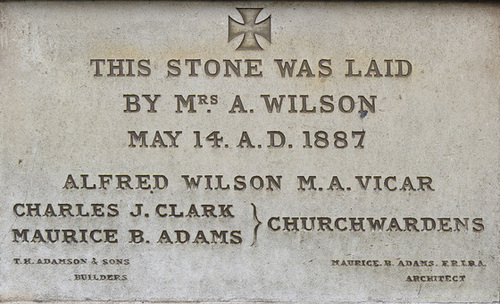 THIS STONE WAS LAID
BY MRS. A. WILSON
MAY 14. A.D. 1887
ALFRED WILSON M.A. VICAR
CHARLES J. CLARK
MAURICE B. ADAMS
CHURCHWARDENS
T.H. ADAMSON & SONS
BUILDERS
MAURICE. B. ADAMS. F.R.I.B.A.
ARCHITECT